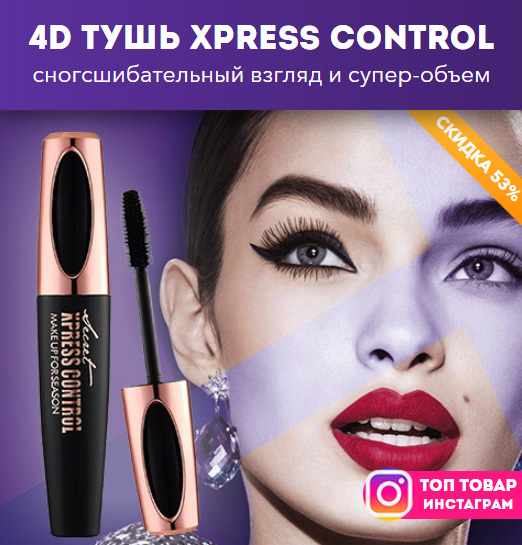 4D ТУШЬ XPRESS CONTROL
сногсшибательный взгляд и супер-объем
СКИДКА 53%
Secret
XPRESS CONTROL
MAKE UP FOR SEASON
ТОП ТОВАР
ИНСТАГРАМ